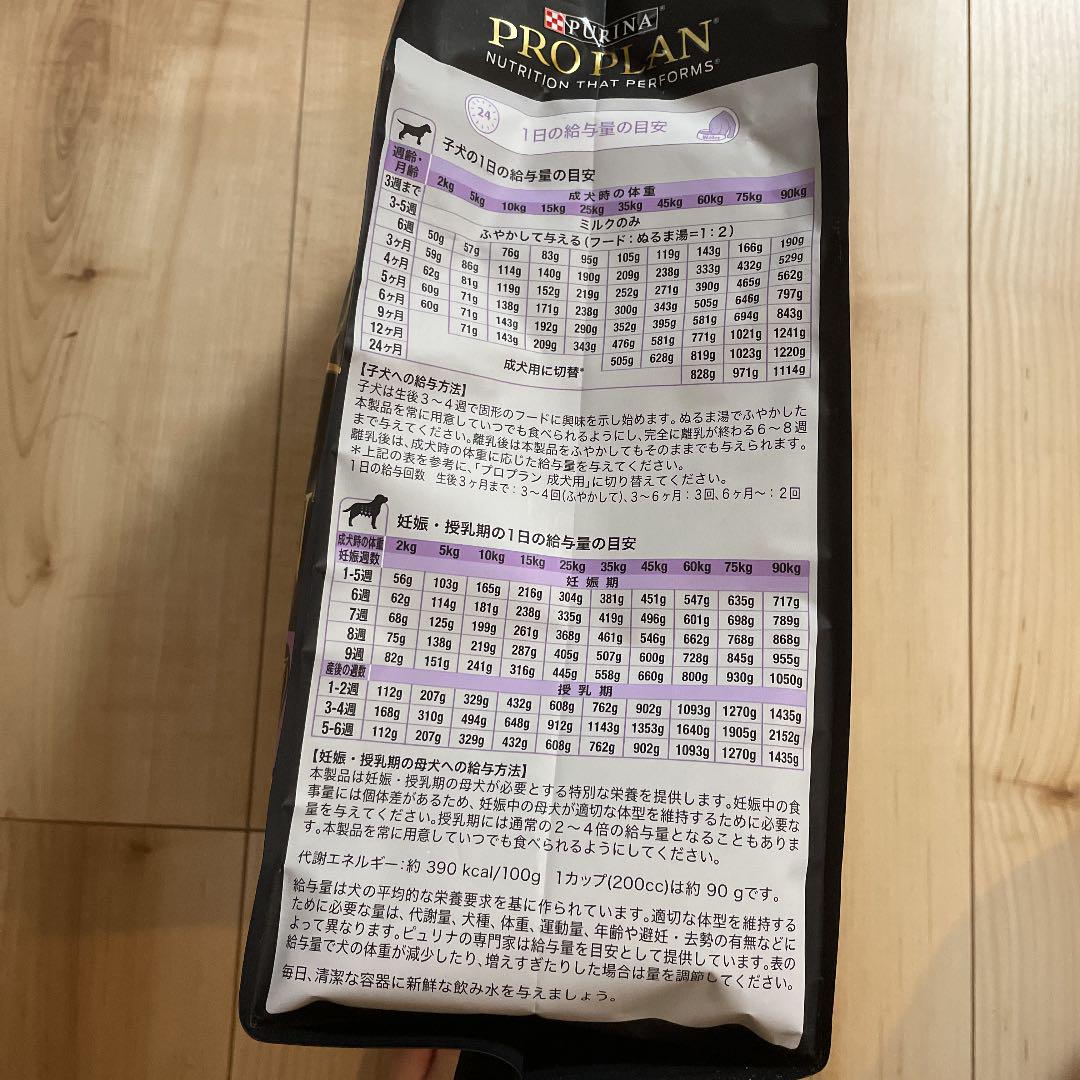 PURINA
PRO PLAN
NUTRITION THAT PERFORMS®
24
1日の給与量の目安
子犬の1日の給与量の目安
週齢・月齢 成犬時の体重
2kg 5kg 10kg 15kg 25kg 35kg 45kg 60kg 75kg 90kg
3週まで ミルクのみ
3-5週 ふやかして与える(フード:ぬるま湯=1:2)
6週 50g 57g 76g 83g 95g 105g 119g 143g 166g 190g
3ヶ月 59g 86g 114g 140g 190g 209g 238g 333g 432g 529g
4ヶ月 62g 81g 119g 152g 219g 252g 271g 390g 465g 562g
5ヶ月 60g 71g 138g 171g 238g 300g 343g 505g 646g 797g
6ヶ月 60g 71g 143g 192g 290g 352g 395g 581g 694g 843g
9ヶ月 71g 143g 209g 343g 476g 581g 771g 1021g 1241g
12ヶ月 成犬用に切替* 505g 628g 819g 1023g 1220g
24ヶ月 828g 971g 1114g
【子犬への給与方法】
子犬は生後3~4週で固形のフードに興味を示し始めます。ぬるま湯でふやかした
本製品を常に用意していつでも食べられるようにし、完全に離乳が終わる6~8週
まで与えてください。離乳後は本製品をふやかしてもそのままでも与えられます。
離乳後は、成犬時の体重に応じた給与量を与えてください。
*上記の表を参考に、「プロプラン 成犬用」に切り替えてください。
1日の給与回数 生後3ヶ月まで:3~4回(ふやかして)、3~6ヶ月:3回、6ヶ月~:2回
妊娠・授乳期の1日の給与量の目安
成犬時の体重 2kg 5kg 10kg 15kg 25kg 35kg 45kg 60kg 75kg 90kg
妊娠週数 妊娠期
1-5週 56g 103g 165g 216g 304g 381g 451g 547g 635g 717g
6週 62g 114g 181g 238g 335g 419g 496g 601g 698g 789g
7週 68g 125g 199g 261g 368g 461g 546g 662g 768g 868g
8週 75g 138g 219g 287g 405g 507g 600g 728g 845g 955g
9週 82g 151g 241g 316g 445g 558g 660g 800g 930g 1050g
産後の週数 授乳期
1-2週 112g 207g 329g 432g 608g 762g 902g 1093g 1270g 1435g
3-4週 168g 310g 494g 648g 912g 1143g 1353g 1640g 1905g 2152g
5-6週 112g 207g 329g 432g 608g 762g 902g 1093g 1270g 1435g
【妊娠・授乳期の母犬への給与方法】
本製品は妊娠・授乳期の母犬が必要とする特別な栄養を提供します。妊娠中の食
事量には個体差があるため、妊娠中の母犬が適切な体型を維持するために必要な
量を与えてください。授乳期には通常の2~4倍の給与量となることもありま
す。本製品を常に用意していつでも食べられるようにしてください。
代謝エネルギー:約 390 kcal/100g 1カップ(200cc)は約 90 gです。
給与量は犬の平均的な栄養要求を基に作られています。適切な体型を維持する
ために必要な量は、代謝量、犬種、体重、運動量、年齢や避妊・去勢の有無などに
よって異なります。ピュリナの専門家は給与量を目安として提供しています。表の
給与量で犬の体重が減少したり、増えすぎたりした場合は量を調節してください。
毎日、清潔な容器に新鮮な飲み水を与えましょう。